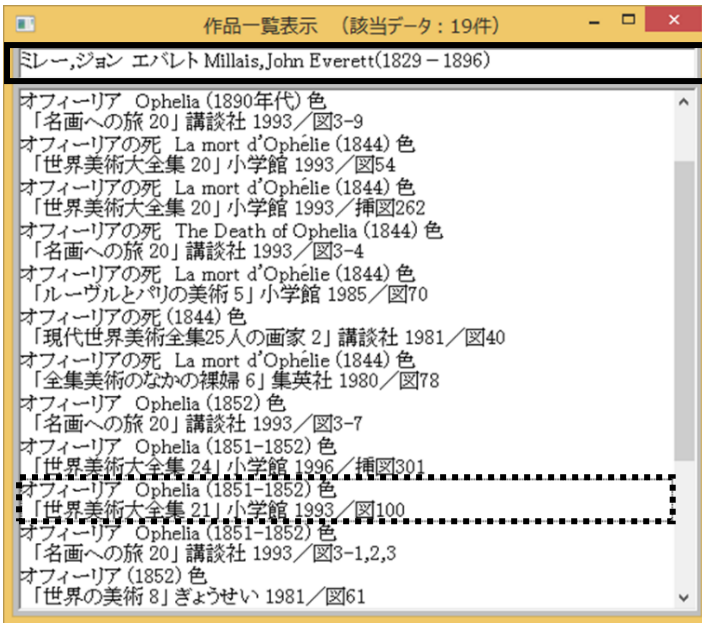 作品一覧表示　（該当データ：19件）
ミレー,ジョン エバレト Millais,John Everett(1829－1896)
オフィーリア  Ophelia (1890年代) 色
「名画への旅 20」 講談社 1993／図3-9
オフィーリアの死  La mort d'Ophélie (1844) 色
「世界美術大全集 20」 小学館 1993／図54
オフィーリアの死  La mort d'Ophélie (1844) 色
「世界美術大全集 20」 小学館 1993／挿図262
オフィーリアの死  The Death of Ophelia (1844) 色
「名画への旅 20」 講談社 1993／図3-4
オフィーリアの死  La mort d'Ophélie (1844) 色
「ルーヴルとパリの美術 5」 小学館 1985／図70
オフィーリアの死 (1844) 色
「現代世界美術全集25人の画家 2」 講談社 1981／図40
オフィーリアの死  La mort d'Ophélie (1844) 色
「全集美術のなかの裸婦 6」 集英社 1980／図78
オフィーリア  Ophelia (1852) 色
「名画への旅 20」 講談社 1993／図3-7
オフィーリア  Ophelia (1851-1852) 色
「世界美術大全集 24」 小学館 1996／挿図301
オフィーリア  Ophelia (1851-1852) 色
「世界美術大全集 21」 小学館 1993／図100
オフィーリア  Ophelia (1851-1852) 色
「名画への旅 20」 講談社 1993／図3-1,2,3
オフィーリア (1852) 色
「世界の美術 8」 ぎょうせい 1981／図61